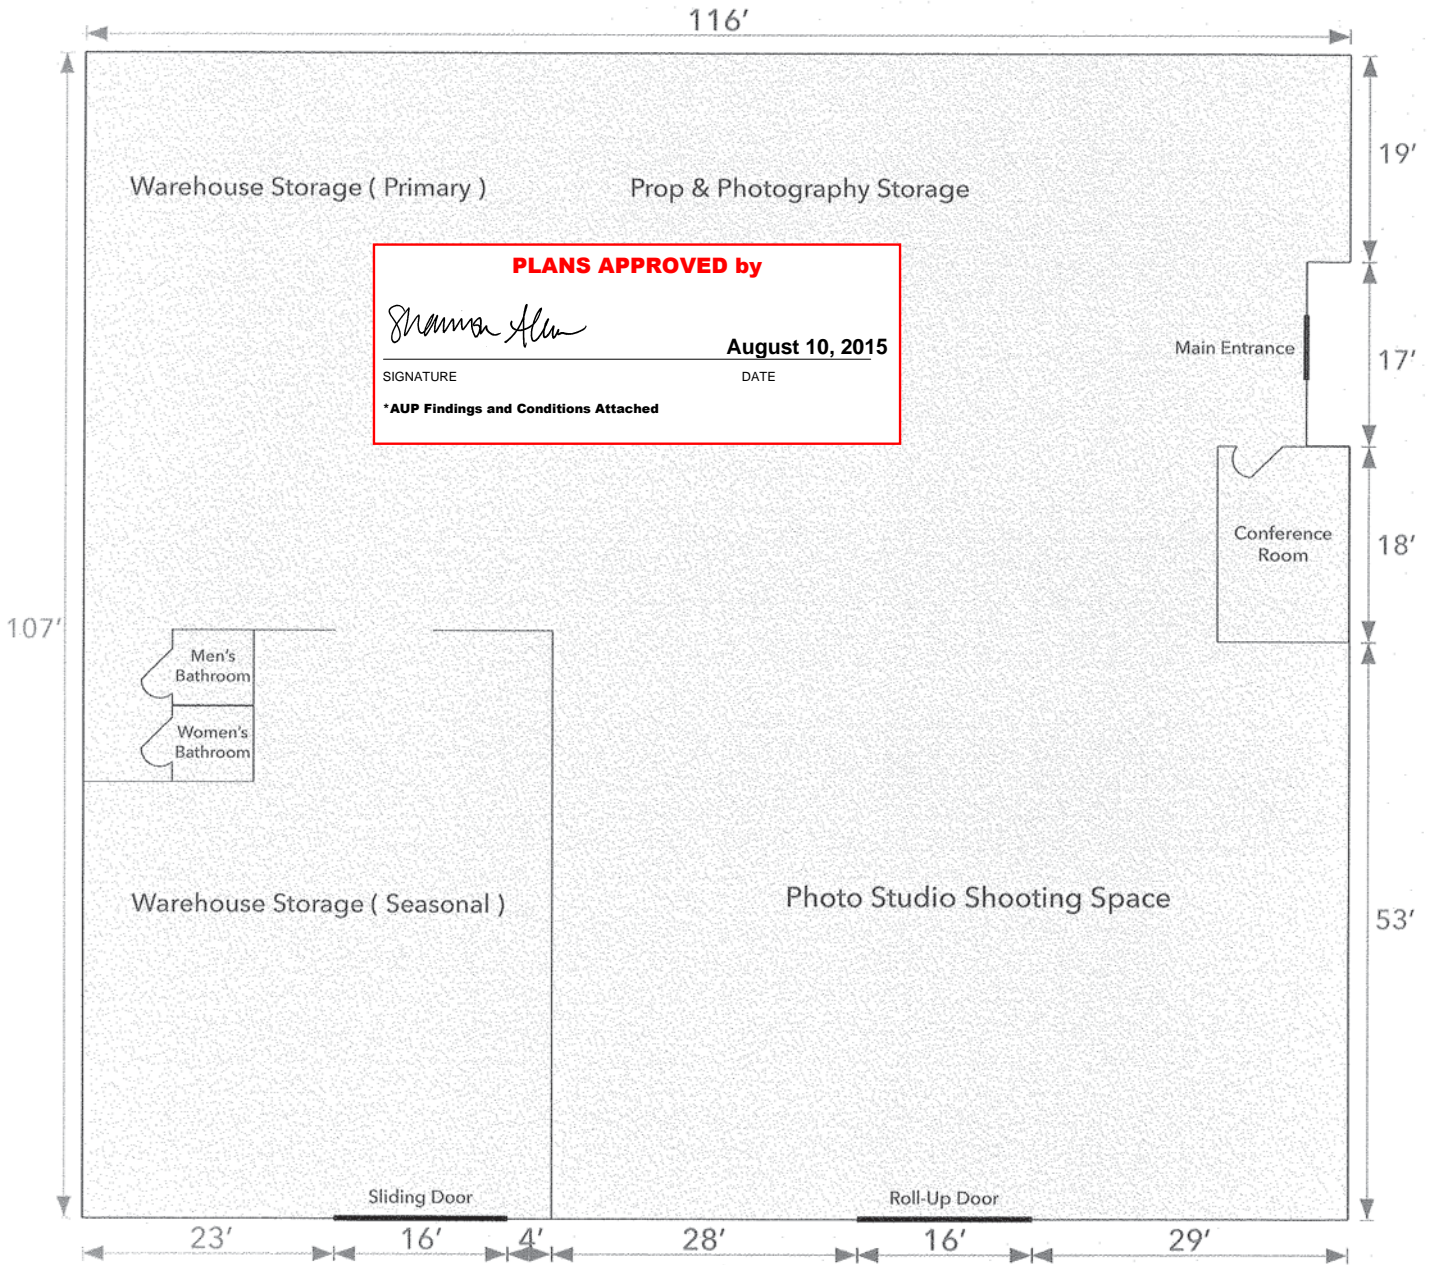 116′
19′
Warehouse Storage ( Primary )
Prop & Photography Storage
PLANS APPROVED by
August 10, 2015
SIGNATURE
DATE
*AUP Findings and Conditions Attached
Main Entrance
17′
Conference
Room
18′
107′
Men's
Bathroom
Women's
Bathroom
Warehouse Storage ( Seasonal )
Photo Studio Shooting Space
53′
Sliding Door
Roll-Up Door
23′
16′
4′
28′
16′
29′